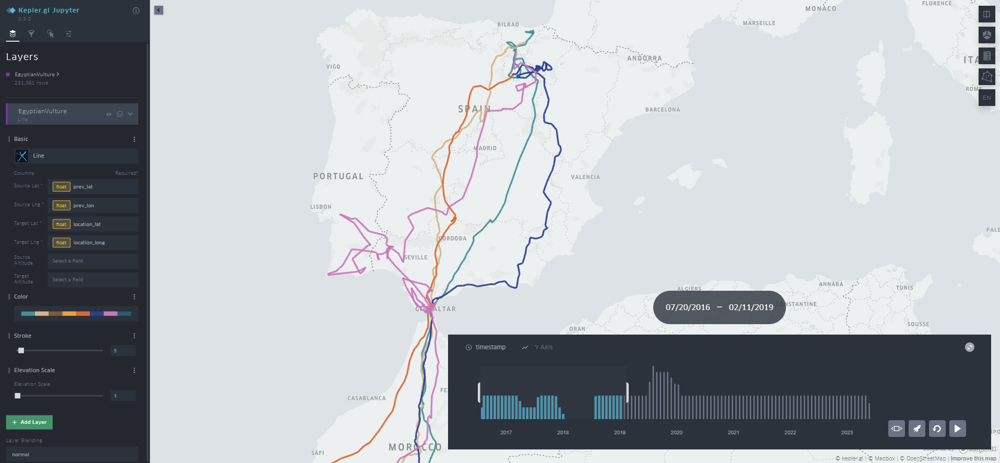 Kepler.gl Jupyter
0.3.2
Layers
EgyptianVulture
231,381 rows
EgyptianVulture
Line
Basic
Line
Columns Required*
Source Lat * float prev_lat
Source Lng * float prev_lon
Target Lat * float location_lat
Target Lng * float location_long
Source Altitude Select a field
Target Altitude Select a field
Color
Stroke
5
Elevation Scale
Elevation Scale
1
+ Add Layer
Layer Blending
normal
FLORENCE
MONACO
MARSEILLE
BILBAO
ANDORRA
ITA
VIGO
ROME
EN
SPAIN
BARCELONA
MADRID
PORTUGAL
VALENCIA
LISBON
PALE
CÓRDOBA
SEVILLE
ANNABA
ALGIERS
TUNIS
CONSTANTINE
GIBRALTAR
07/20/2016 – 02/11/2019
SOUSSE
ORAN
timestamp Y Axis
FEZ
CASABLANCA
2017 2018 2019 2020 2021 2022 2023
MOROCCO
SAFI
mapbox
© kepler.gl | © Mapbox | © OpenStreetMap | Improve this map